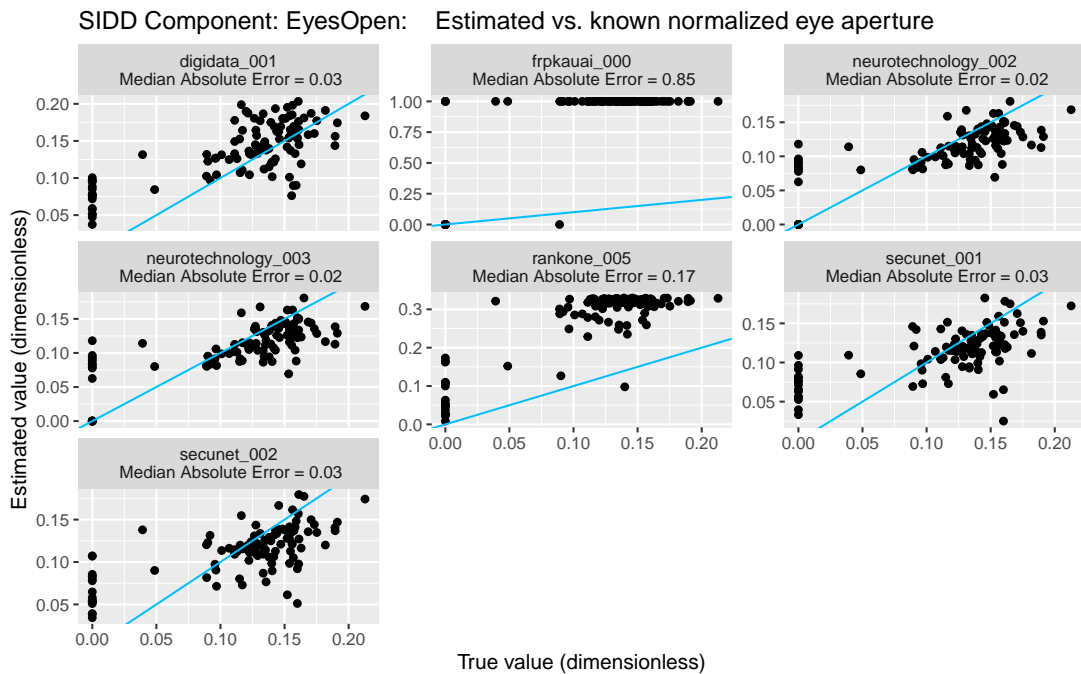 SIDD Component: EyesOpen: Estimated vs. known normalized eye aperture
digidata_001
Median Absolute Error = 0.03
frpkauai_000
Median Absolute Error = 0.85
neurotechnology_002
Median Absolute Error = 0.02
0.20
0.15
0.10
0.05
1.00
0.75
0.50
0.25
0.00
0.15
0.10
0.05
0.00
neurotechnology_003
Median Absolute Error = 0.02
rankone_005
Median Absolute Error = 0.17
secunet_001
Median Absolute Error = 0.03
0.15
0.10
0.05
0.00
0.3
0.2
0.1
0.0
0.15
0.10
0.05
0.00 0.05 0.10 0.15 0.20
0.00 0.05 0.10 0.15 0.20
secunet_002
Median Absolute Error = 0.03
0.15
0.10
0.05
0.00 0.05 0.10 0.15 0.20
Estimated value (dimensionless)
True value (dimensionless)